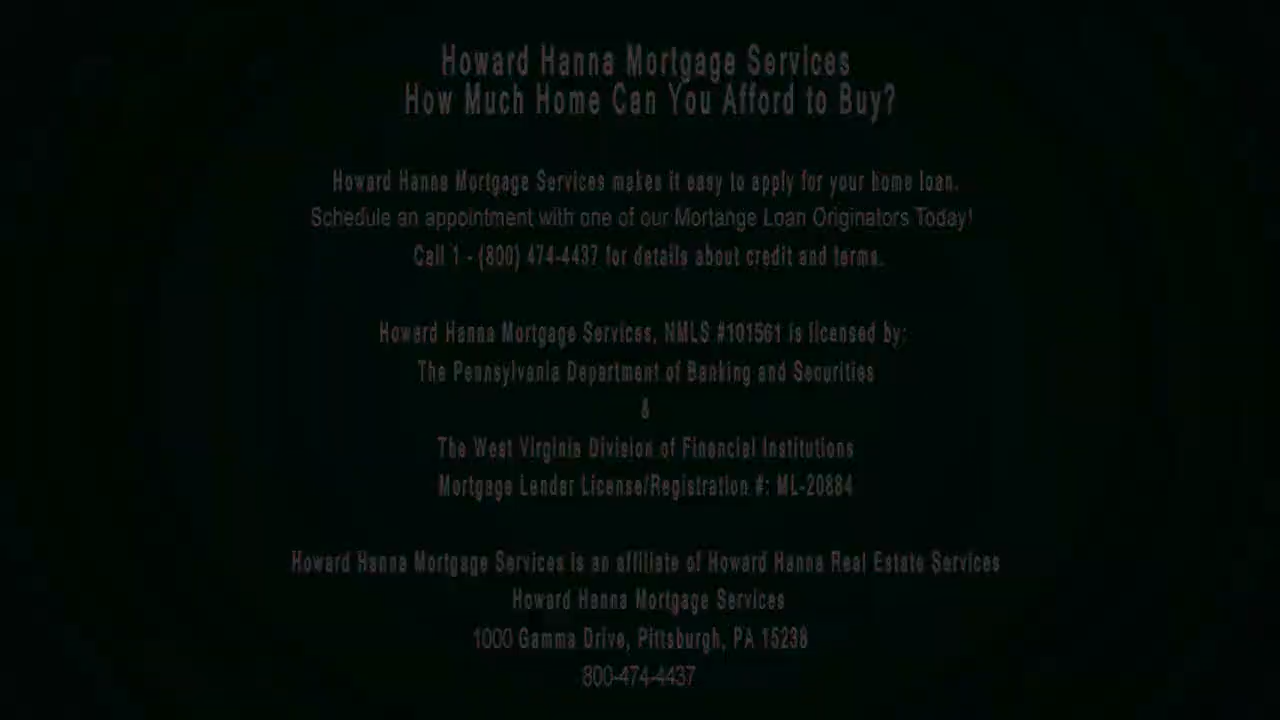 Howard Hanna Mortgage Services
How Much Home Can You Afford to Buy?
Howard Hanna Mortgage Services makes it easy to apply for your home loan.
Schedule an appointment with one of our Mortange Loan Originators Today!
Call 1 - (800) 474-4437 for details about credit and terms.
Howard Hanna Mortgage Services, NMLS #101561 is licensed by:
The Pennsylvania Department of Banking and Securities
&
The West Virginia Division of Financial Institutions
Mortgage Lender License/Registration #: ML-20884
Howard Hanna Mortgage Services is an affiliate of Howard Hanna Real Estate Services
Howard Hanna Mortgage Services
1000 Gamma Drive, Pittsburgh, PA 15238
800-474-4437